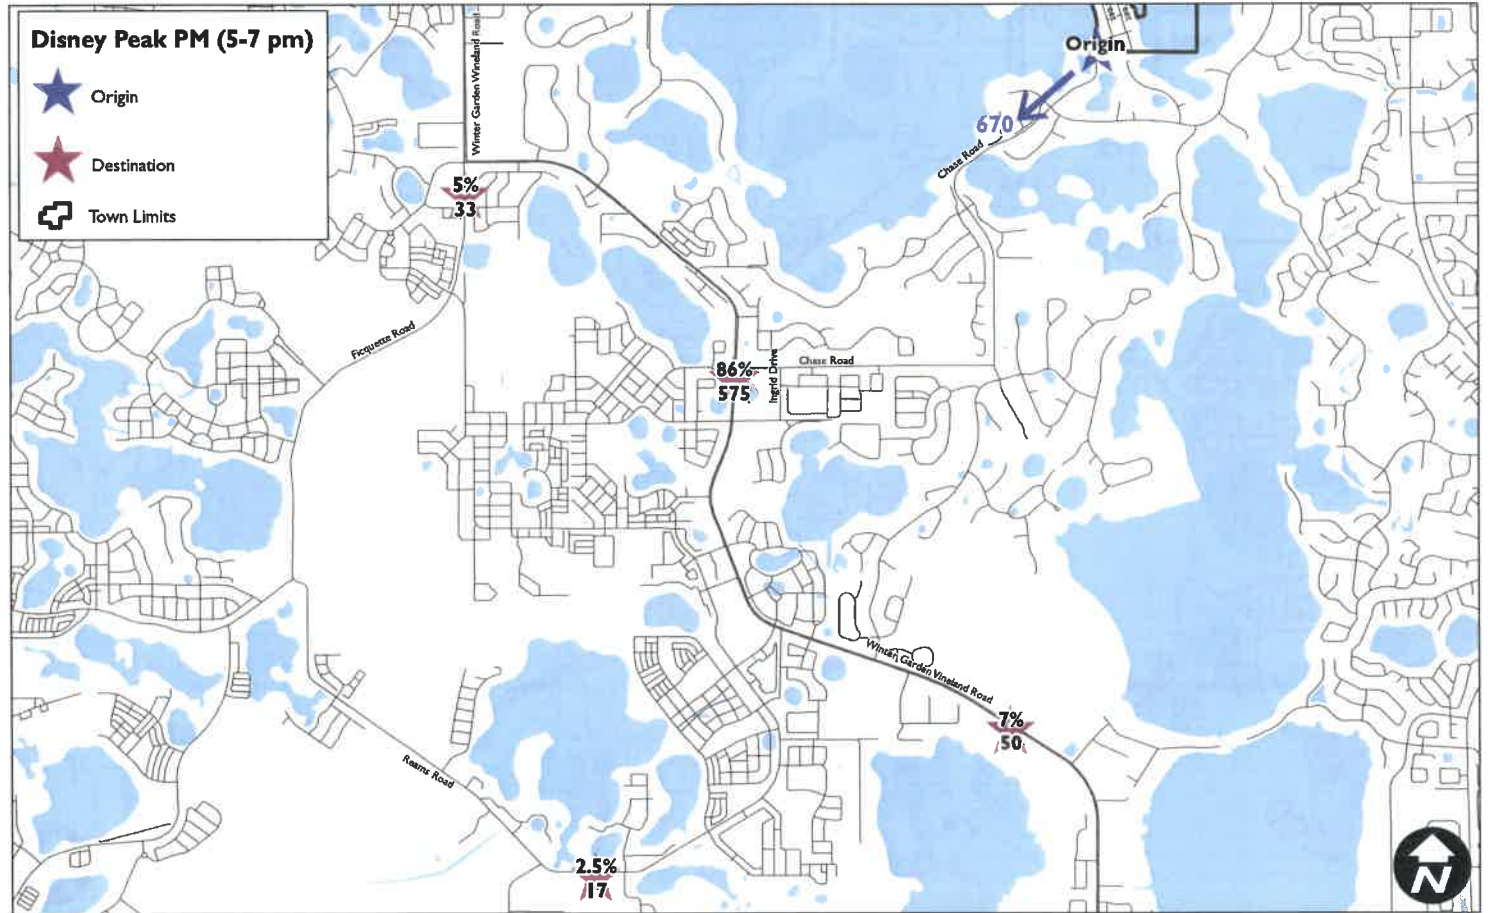 Disney Peak PM (5-7 pm)
Origin
Destination
Town Limits
Winter Garden Wineland Road
Origin
670
Chase Road
5%
33
Ficquette Road
86%
575
Ingrid Drive
Chase Road
Winter Garden Vineland Road
7%
50
Reams Road
2.5%
17
N